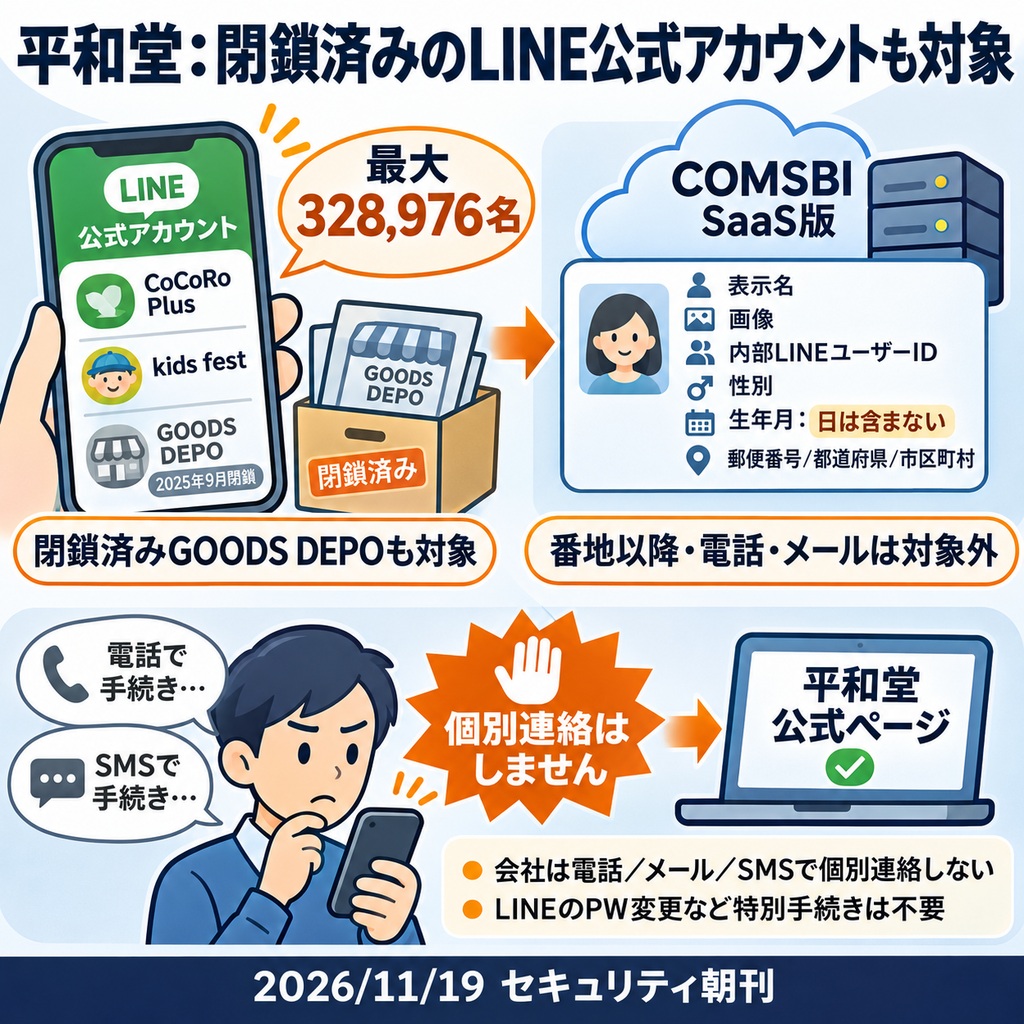 平和堂：閉鎖済みのLINE公式アカウントも対象
LINE
公式アカウント
CoCoRo
Plus
kids fest
GOODS
DEPO
2025年9月閉鎖
最大
328,976名
GOODS
DEPO
閉鎖済み
COMSBI
SaaS版
表示名
画像
内部LINEユーザーID
性別
生年月：日は含まない
郵便番号/都道府県/市区町村
閉鎖済みGOODS DEPOも対象
番地以降・電話・メールは対象外
電話で
手続き…
SMSで
手続き…
個別連絡は
しません
平和堂
公式ページ
会社は電話／メール／SMSで個別連絡しない
LINEのPW変更など特別手続きは不要
2026/11/19 セキュリティ朝刊